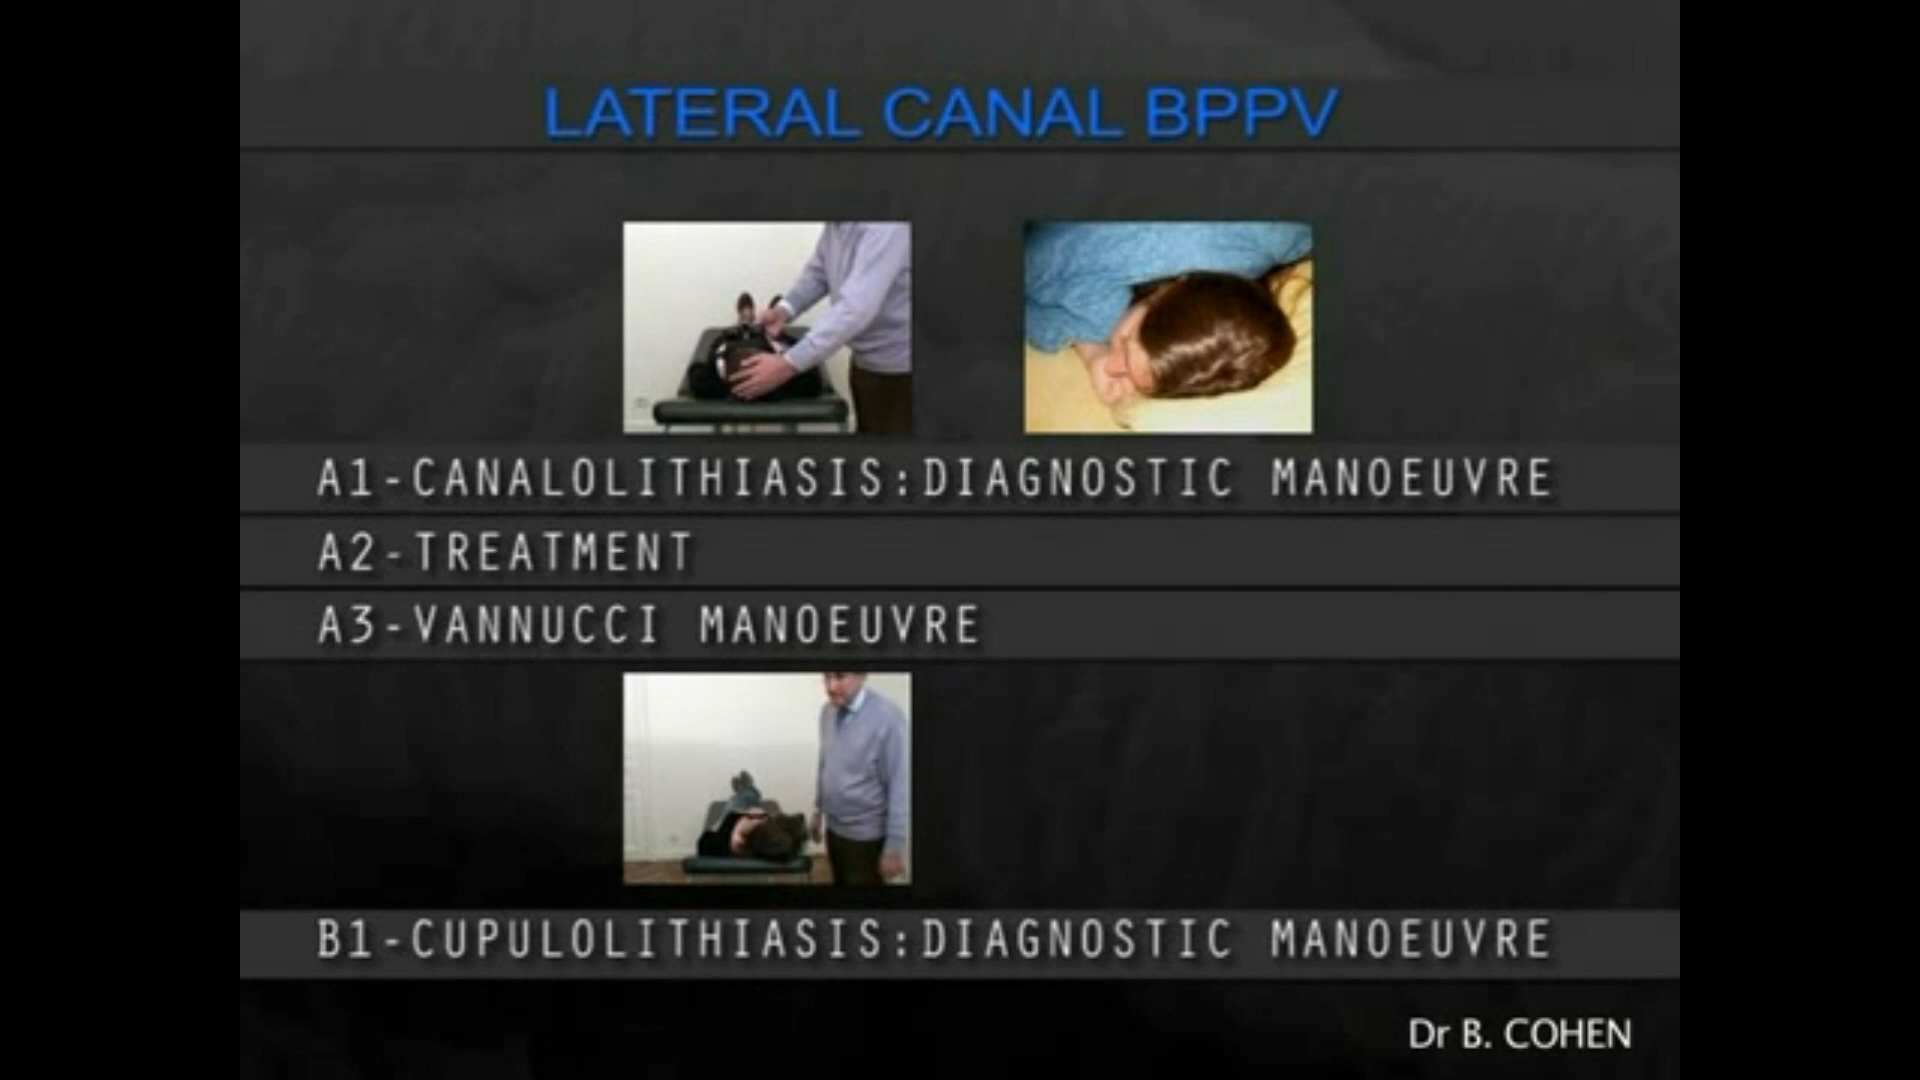 LATERAL CANAL BPPV
A1-CANALOLITHIASIS:DIAGNOSTIC MANOEUVRE
A2-TREATMENT
A3-VANNUCCI MANOEUVRE
B1-CUPULOLITHIASIS:DIAGNOSTIC MANOEUVRE
Dr B. COHEN